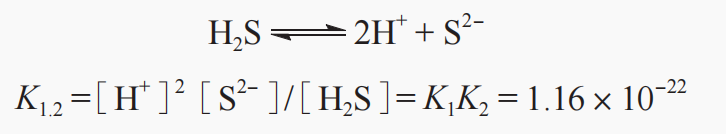 H₂S ⇌ 2H⁺ + S²⁻
K₁.₂ =[ H⁺ ]² [ S²⁻ ]/[ H₂S ]= K₁K₂ = 1.16 × 10⁻²²